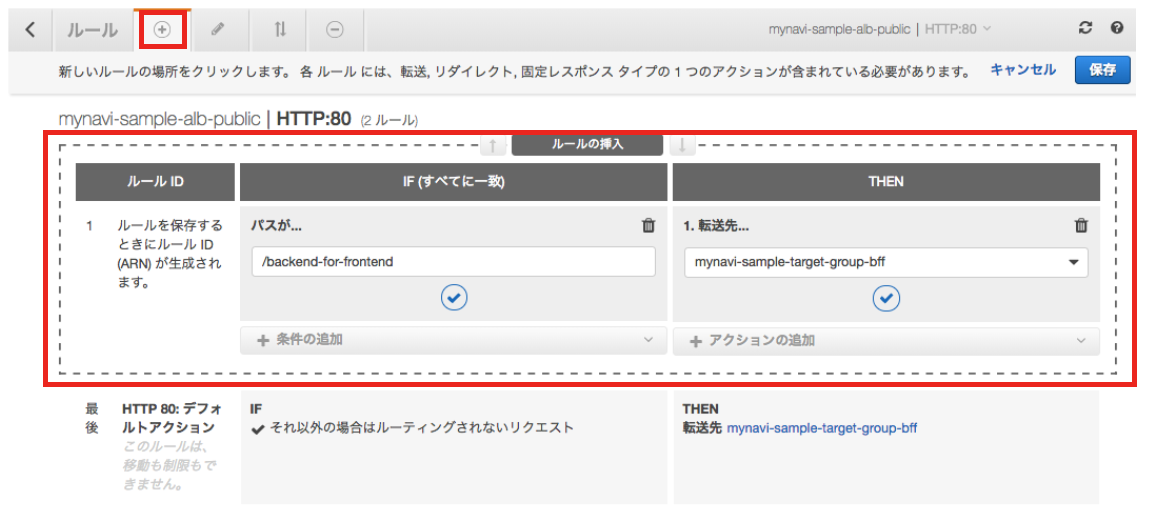 ルール
mynavi-sample-alb-public | HTTP:80
新しいルールの場所をクリックします。 各 ルール には、転送, リダイレクト, 固定レスポンス タイプの 1 つのアクションが含まれている必要があります。 キャンセル 保存
mynavi-sample-alb-public | HTTP:80 (2 ルール)
ルールの挿入
ルール ID IF (すべてに一致) THEN
1 ルールを保存する
ときにルール ID
(ARN) が生成されま
す。
パスが...
/backend-for-frontend
条件の追加
1. 転送先...
mynavi-sample-target-group-bff
アクションの追加
最
後
HTTP 80: デフォ
ルトアクション
このルールは、
移動も制限もで
きません。
IF
それ以外の場合はルーティングされないリクエスト
THEN
転送先 mynavi-sample-target-group-bff